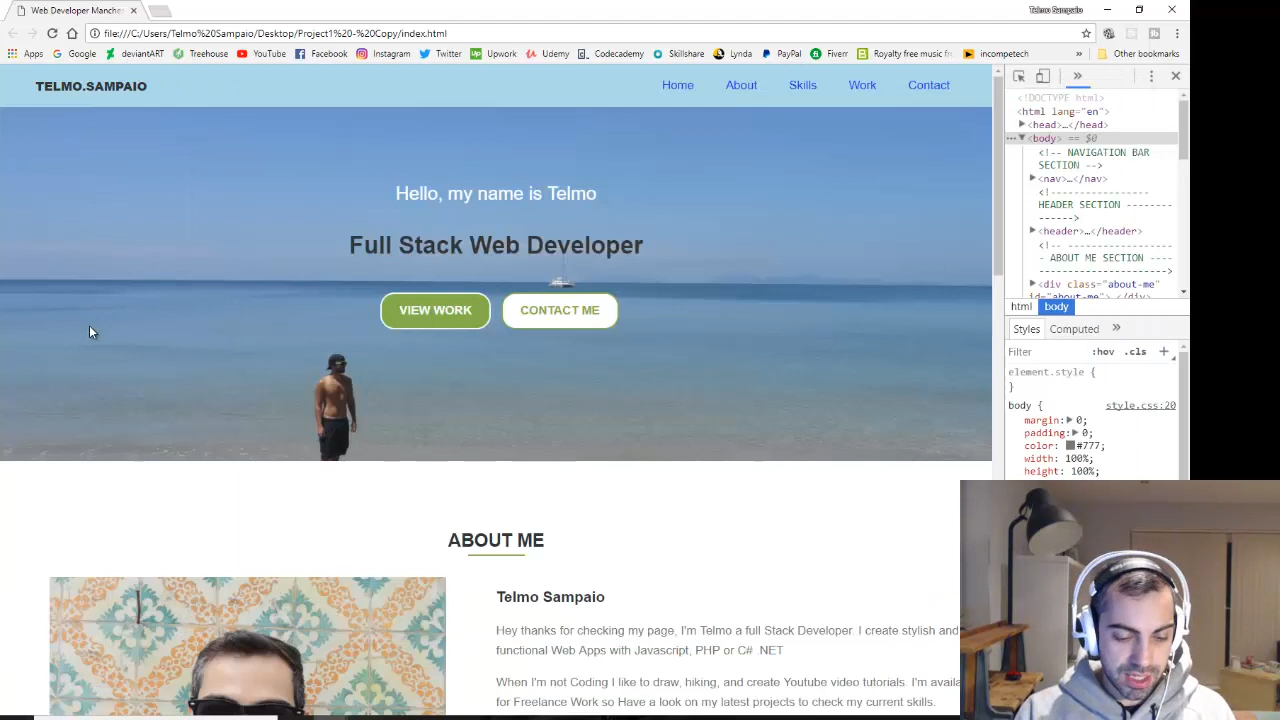 Web Developer Manches
Telmo Sampaio
file:///C:/Users/Telmo%20Sampaio/Desktop/Project1%20-%20Copy/index.html
Apps Google deviantART Treehouse YouTube Facebook Instagram Twitter Upwork Udemy Codecademy Skillshare Lynda PayPal Fiverr Royalty free music fr incompetech » Other bookmarks
TELMO.SAMPAIO
Home About Skills Work Contact
Hello, my name is Telmo
Full Stack Web Developer
VIEW WORK CONTACT ME
ABOUT ME
Telmo Sampaio
Hey thanks for checking my page, I'm Telmo a full Stack Developer. I create stylish and
functional Web Apps with Javascript, PHP or C# .NET
When I'm not Coding I like to draw, hiking, and create Youtube video tutorials. I'm availa
for Freelance Work so Have a look on my latest projects to check my current skills.
»
<!DOCTYPE html>
<html lang="en">
<head>…</head>
<body> == $0
<!-- NAVIGATION BAR
SECTION -->
<nav>…</nav>
<!----------------
HEADER SECTION --------
------>
<header>…</header>
<!-- ------------------
- ABOUT ME SECTION ----
-------------------->
<div class="about-me"
id="about-me">…</div>
html body
Styles Computed »
Filter :hov .cls +
element.style {
}
body { style.css:20
margin: 0;
padding: 0;
color: #777;
width: 100%;
height: 100%;